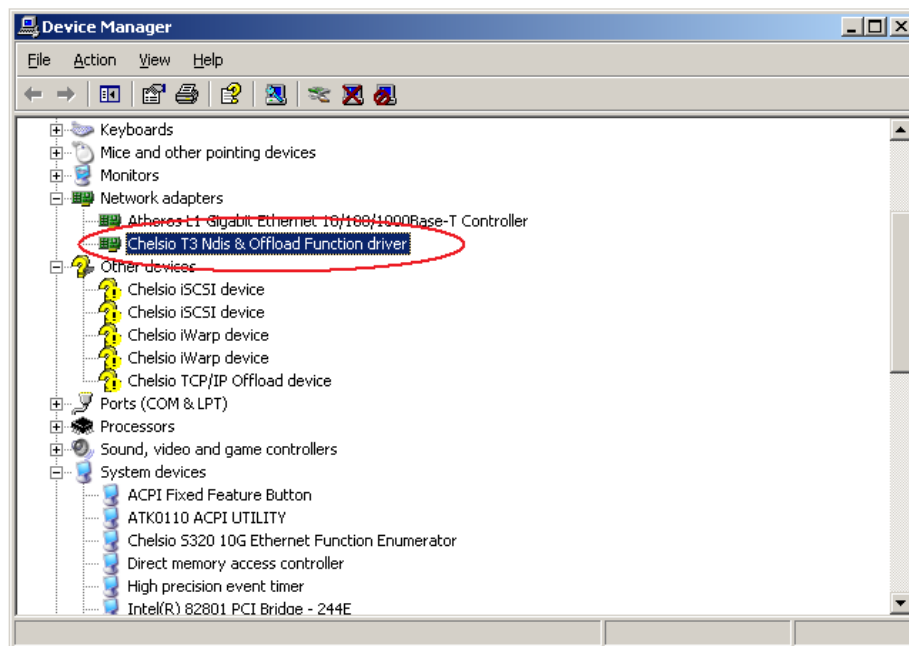 Device Manager
File Action View Help
Keyboards
Mice and other pointing devices
Monitors
Network adapters
Atheros L1 Gigabit Ethernet 10/100/1000Base-T Controller
Chelsio T3 Ndis & Offload Function driver
Other devices
Chelsio iSCSI device
Chelsio iSCSI device
Chelsio iWarp device
Chelsio iWarp device
Chelsio TCP/IP Offload device
Ports (COM & LPT)
Processors
Sound, video and game controllers
System devices
ACPI Fixed Feature Button
ATK0110 ACPI UTILITY
Chelsio S320 10G Ethernet Function Enumerator
Direct memory access controller
High precision event timer
Intel(R) 82801 PCI Bridge - 244E